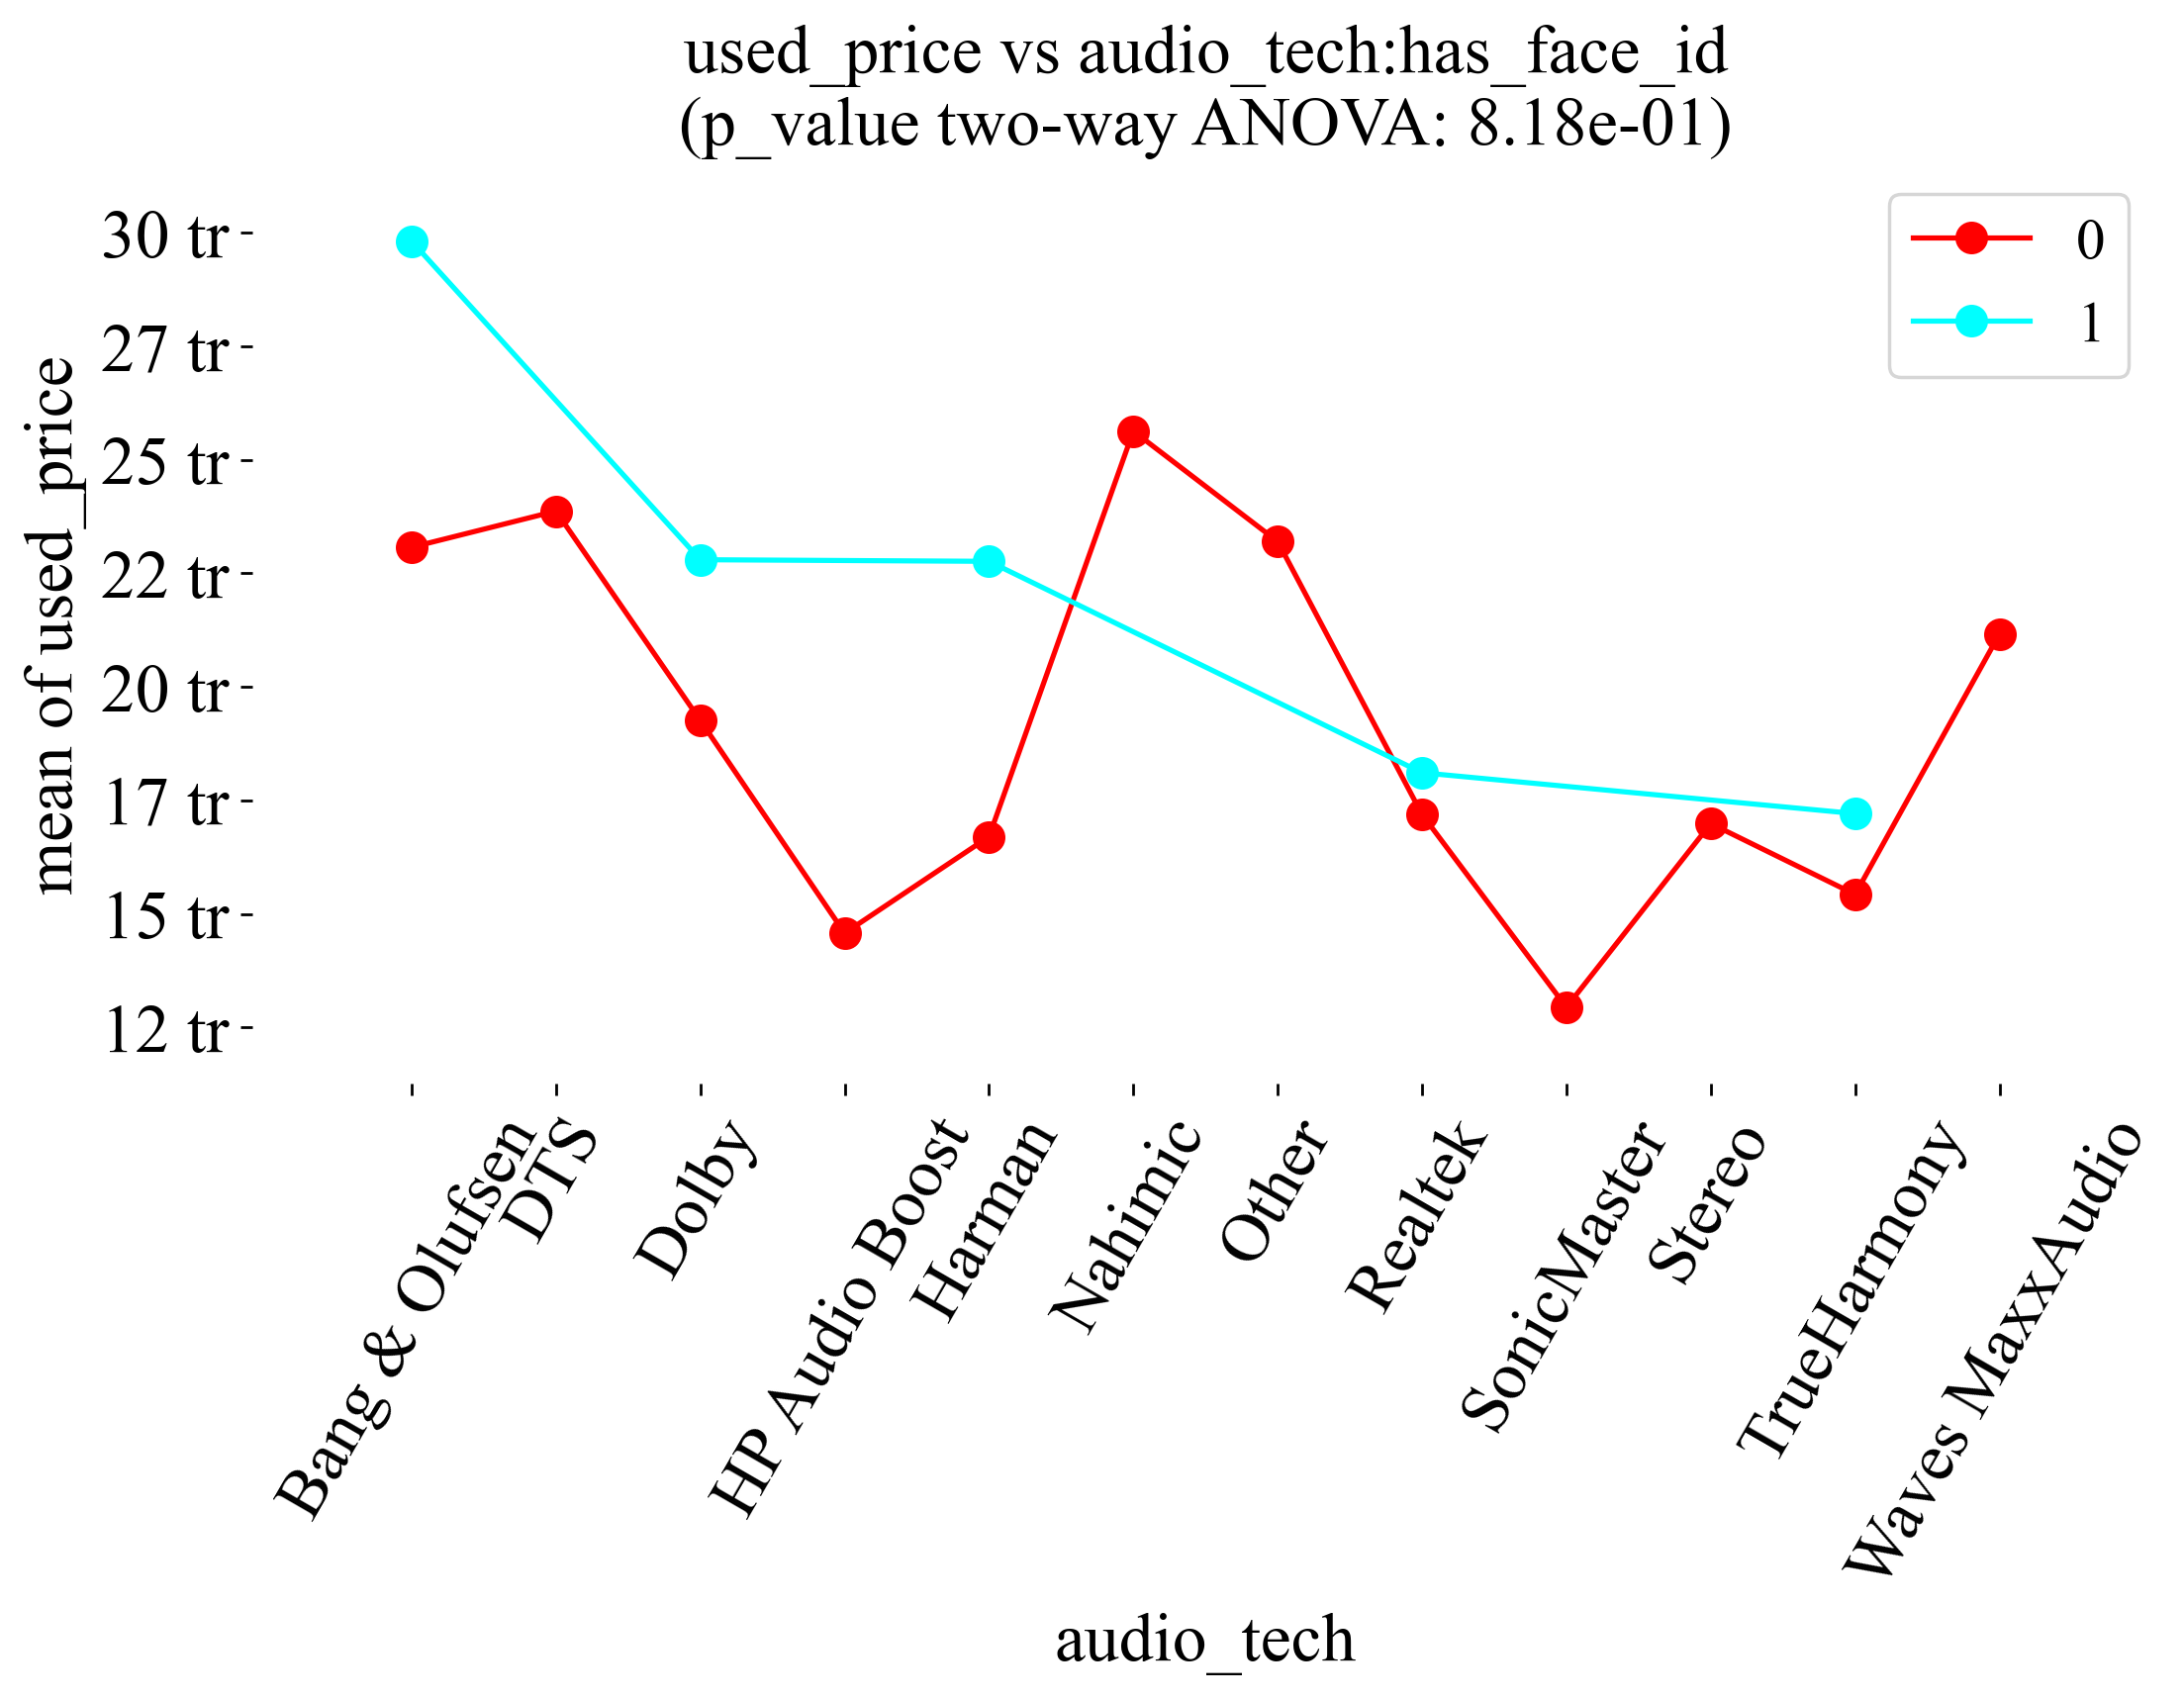 used_price vs audio_tech:has_face_id
(p_value two-way ANOVA: 8.18e-01)
0
1
mean of used_price
30 tr
27 tr
25 tr
22 tr
20 tr
17 tr
15 tr
12 tr
Bang & Olufsen
DTS
Dolby
HP Audio Boost
Harman
Nahimic
Other
Realtek
SonicMaster
Stereo
TrueHarmony
Waves MaxxAudio
audio_tech